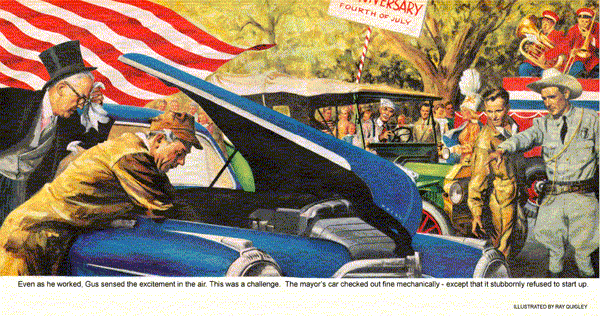 NIVERSARY
FOURTH OF JULY
Even as he worked, Gus sensed the excitement in the air. This was a challenge. The mayor's car checked out fine mechanically - except that it stubbornly refused to start up.
ILLUSTRATED BY RAY QUIGLEY